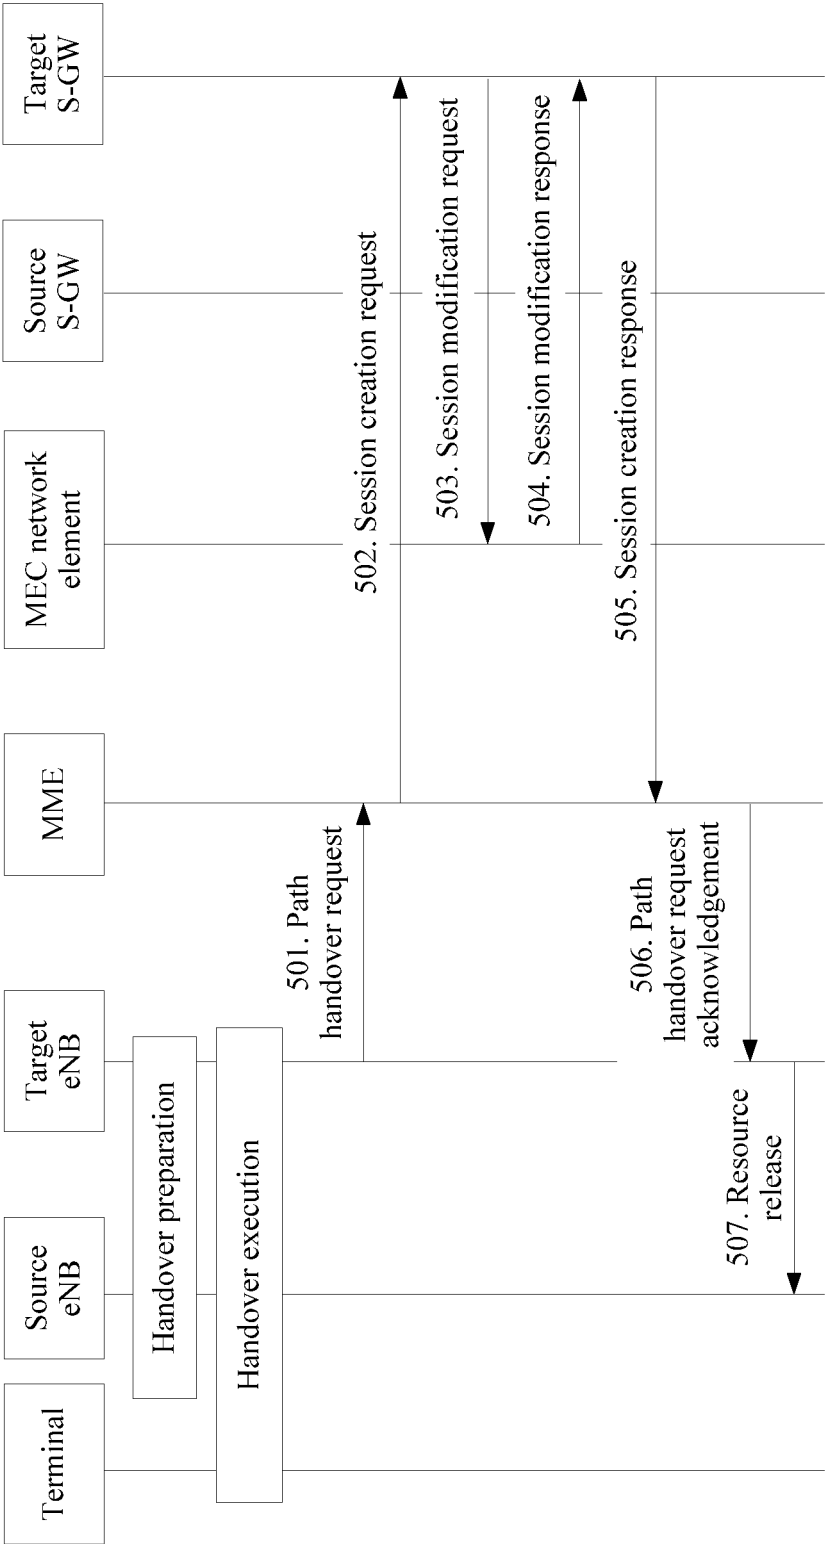 Terminal
Source
eNB
Target
eNB
MME
MEC network
element
Source
S-GW
Target
S-GW
Handover preparation
Handover execution
501. Path
handover request
502. Session creation request
503. Session modification request
504. Session modification response
505. Session creation response
506. Path
handover request
acknowledgement
507. Resource
release